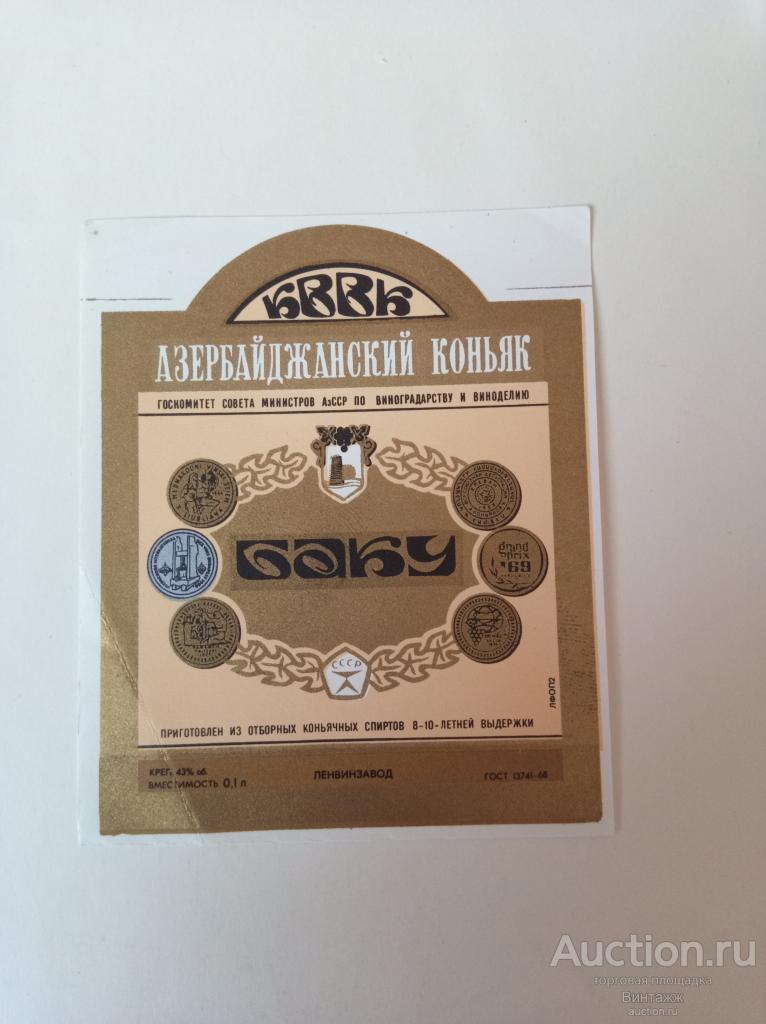 КВВК
АЗЕРБАЙДЖАНСКИЙ КОНЬЯК
ГОСКОМИТЕТ СОВЕТА МИНИСТРОВ АзССР ПО ВИНОГРАДАРСТВУ И ВИНОДЕЛИЮ
БАКУ
grand
prix
69
СССР
ЛФОП2
ПРИГОТОВЛЕН ИЗ ОТБОРНЫХ КОНЬЯЧНЫХ СПИРТОВ 8-10-ЛЕТНЕЙ ВЫДЕРЖКИ
КРЕП. 43% об.
ВМЕСТИМОСТЬ 0,1 л
ЛЕНВИНЗАВОД
ГОСТ 13741-68
Auction.ru
торговая площадка
Винтажж
auction.ru